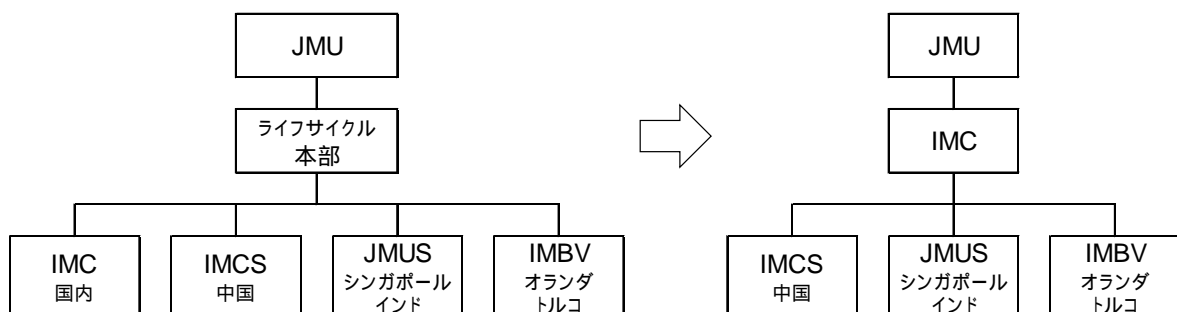 JMU
ライフサイクル
本部
IMC
国内
IMCS
中国
JMUS
シンガポール
インド
IMBV
オランダ
トルコ
JMU
IMC
IMCS
中国
JMUS
シンガポール
インド
IMBV
オランダ
トルコ